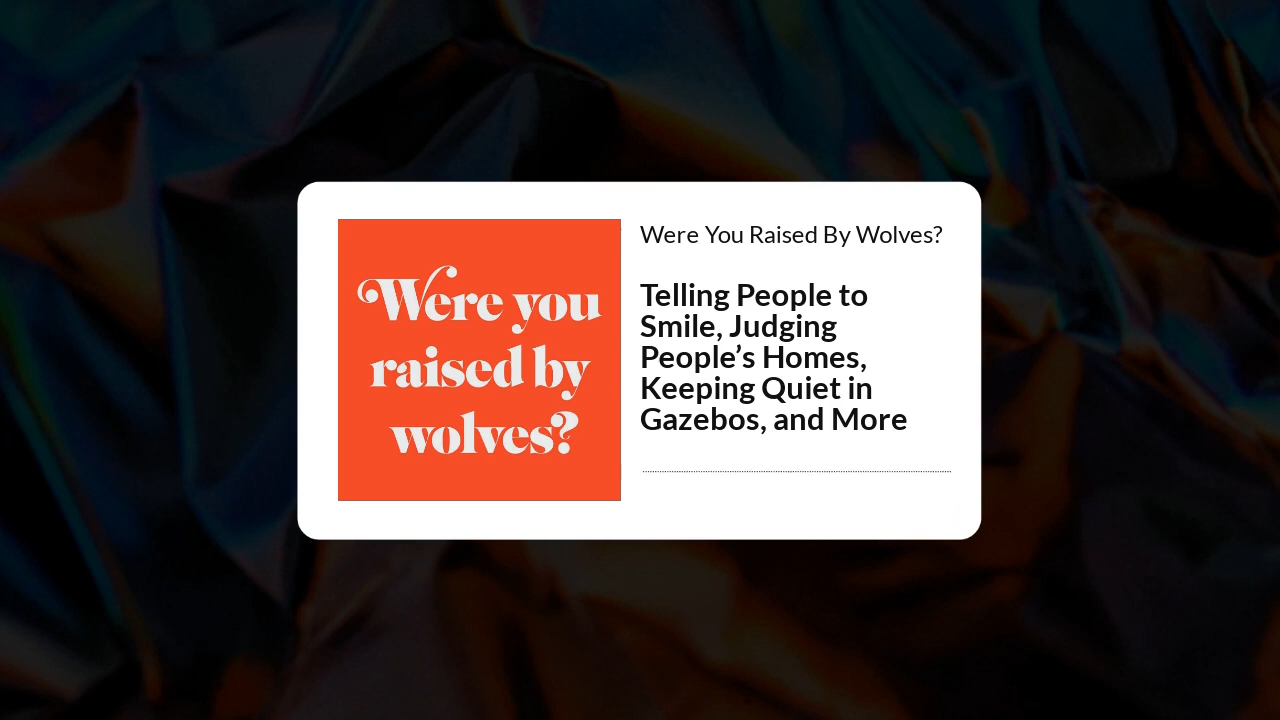 Were you
raised by
wolves?
Were You Raised By Wolves?
Telling People to
Smile, Judging
People’s Homes,
Keeping Quiet in
Gazebos, and More